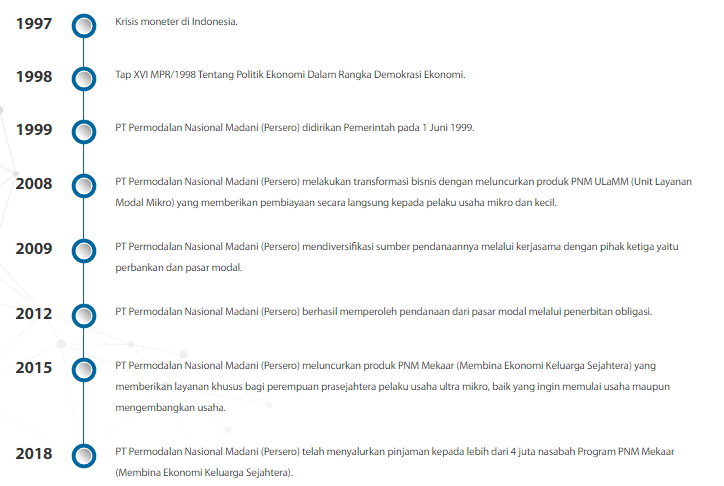 1997
Krisis moneter di Indonesia.
1998
Tap XVI MPR/1998 Tentang Politik Ekonomi Dalam Rangka Demokrasi Ekonomi.
1999
PT Permodalan Nasional Madani (Persero) didirikan Pemerintah pada 1 Juni 1999.
2008
PT Permodalan Nasional Madani (Persero) melakukan transformasi bisnis dengan meluncurkan produk PNM ULaMM (Unit Layanan
Modal Mikro) yang memberikan pembiayaan secara langsung kepada pelaku usaha mikro dan kecil.
2009
PT Permodalan Nasional Madani (Persero) mendiversifikasi sumber pendanaannya melalui kerjasama dengan pihak ketiga yaitu
perbankan dan pasar modal.
2012
PT Permodalan Nasional Madani (Persero) berhasil memperoleh pendanaan dari pasar modal melalui penerbitan obligasi.
2015
PT Permodalan Nasional Madani (Persero) meluncurkan produk PNM Mekaar (Membina Ekonomi Keluarga Sejahtera) yang
memberikan layanan khusus bagi perempuan prasejahtera pelaku usaha ultra mikro, baik yang ingin memulai usaha maupun
mengembangkan usaha.
2018
PT Permodalan Nasional Madani (Persero) telah menyalurkan pinjaman kepada lebih dari 4 juta nasabah Program PNM Mekaar
(Membina Ekonomi Keluarga Sejahtera).